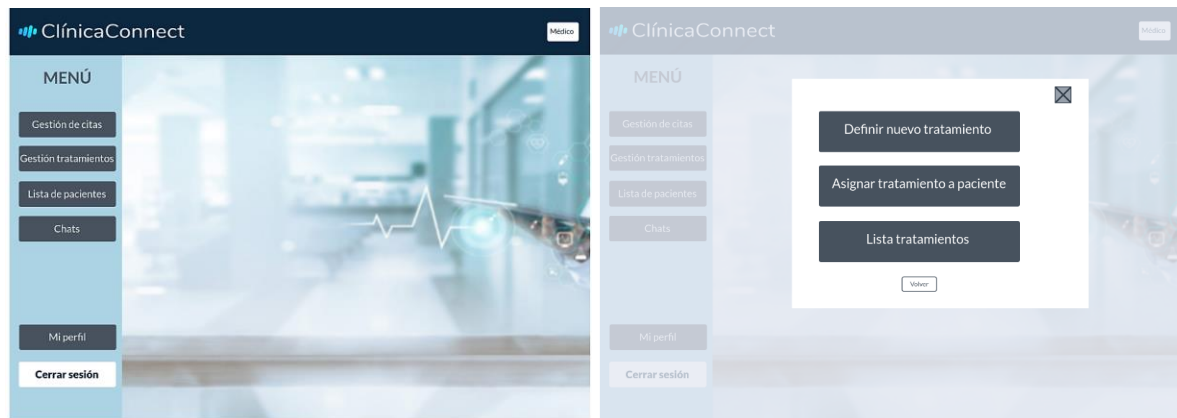 ClínicaConnect
Médico
MENÚ
Gestión de citas
Gestión tratamientos
Lista de pacientes
Chats
Mi perfil
Cerrar sesión
ClínicaConnect
Médico
MENÚ
Gestión de citas
Gestión tratamientos
Lista de pacientes
Chats
Mi perfil
Cerrar sesión
Definir nuevo tratamiento
Asignar tratamiento a paciente
Lista tratamientos
Volver